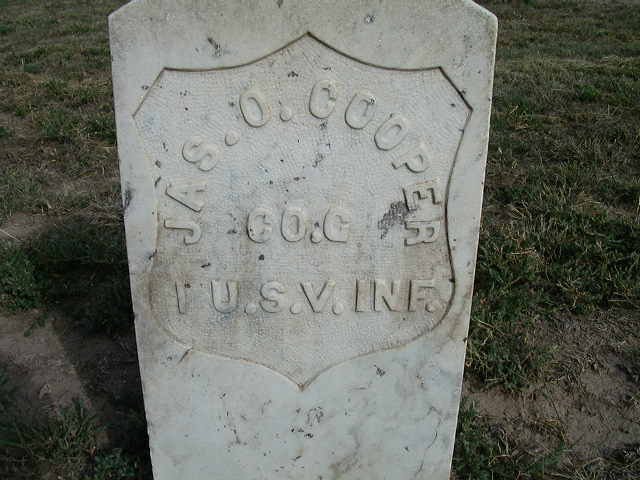 JAS. O. COOPER
CO. G
1 U.S.V. INF.